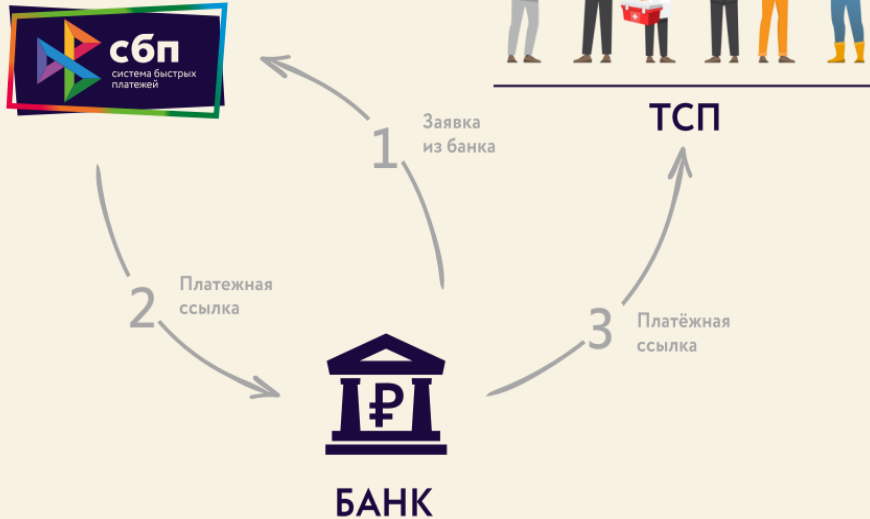 сбп
система быстрых
платежей
ТСП
1
Заявка
из банка
2
Платежная
ссылка
3
Платёжная
ссылка
₽
БАНК